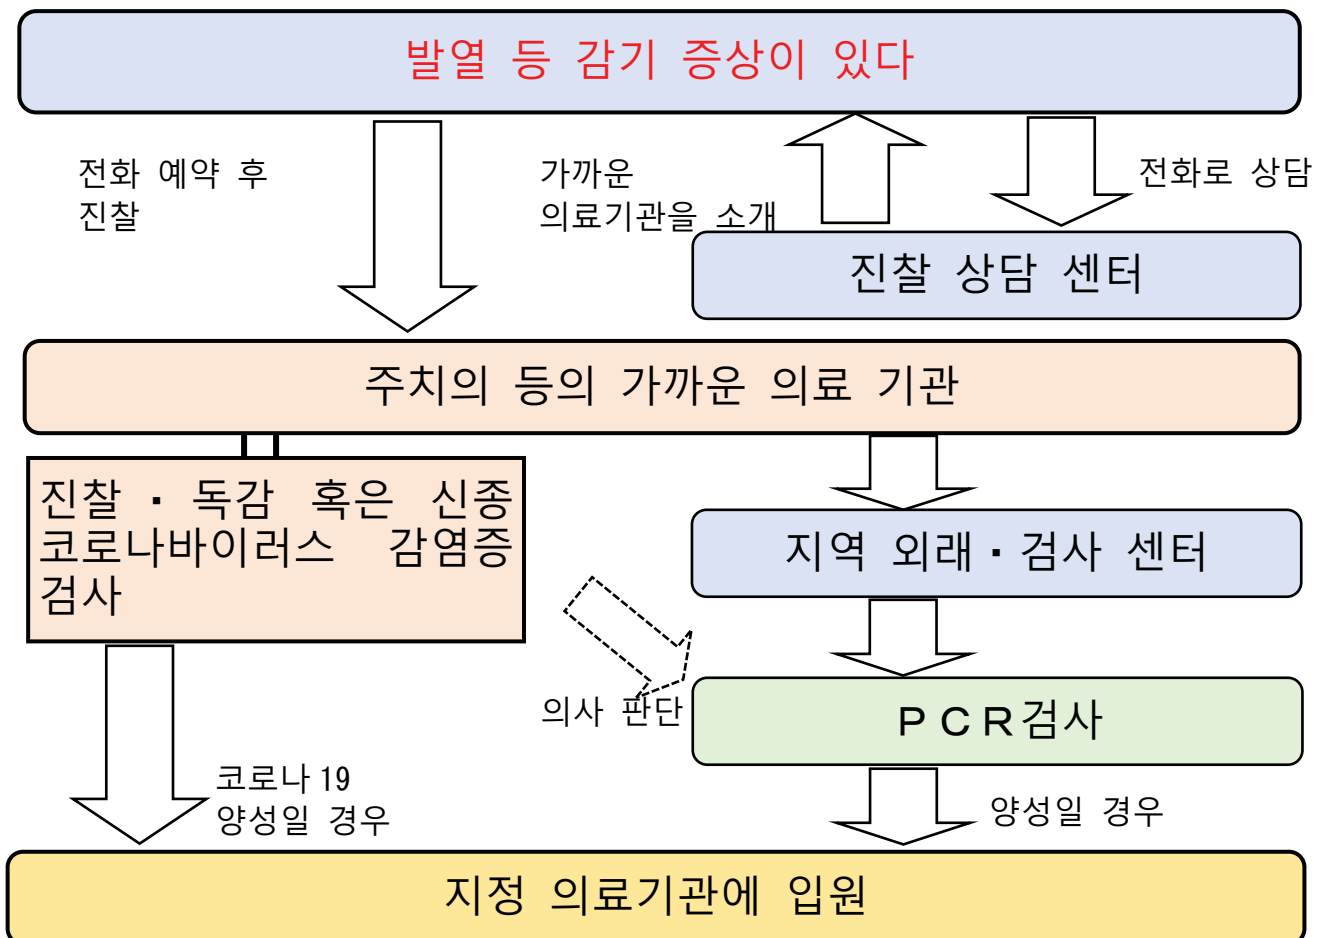 발열 등 감기 증상이 있다
전화 예약 후
진찰
가까운
의료기관을 소개
전화로 상담
진찰 상담 센터
주치의 등의 가까운 의료 기관
진찰 ・ 독감 혹은 신종
코로나바이러스 감염증
검사
지역 외래・검사 센터
의사 판단
ＰＣＲ검사
코로나 19
양성일 경우
양성일 경우
지정 의료기관에 입원